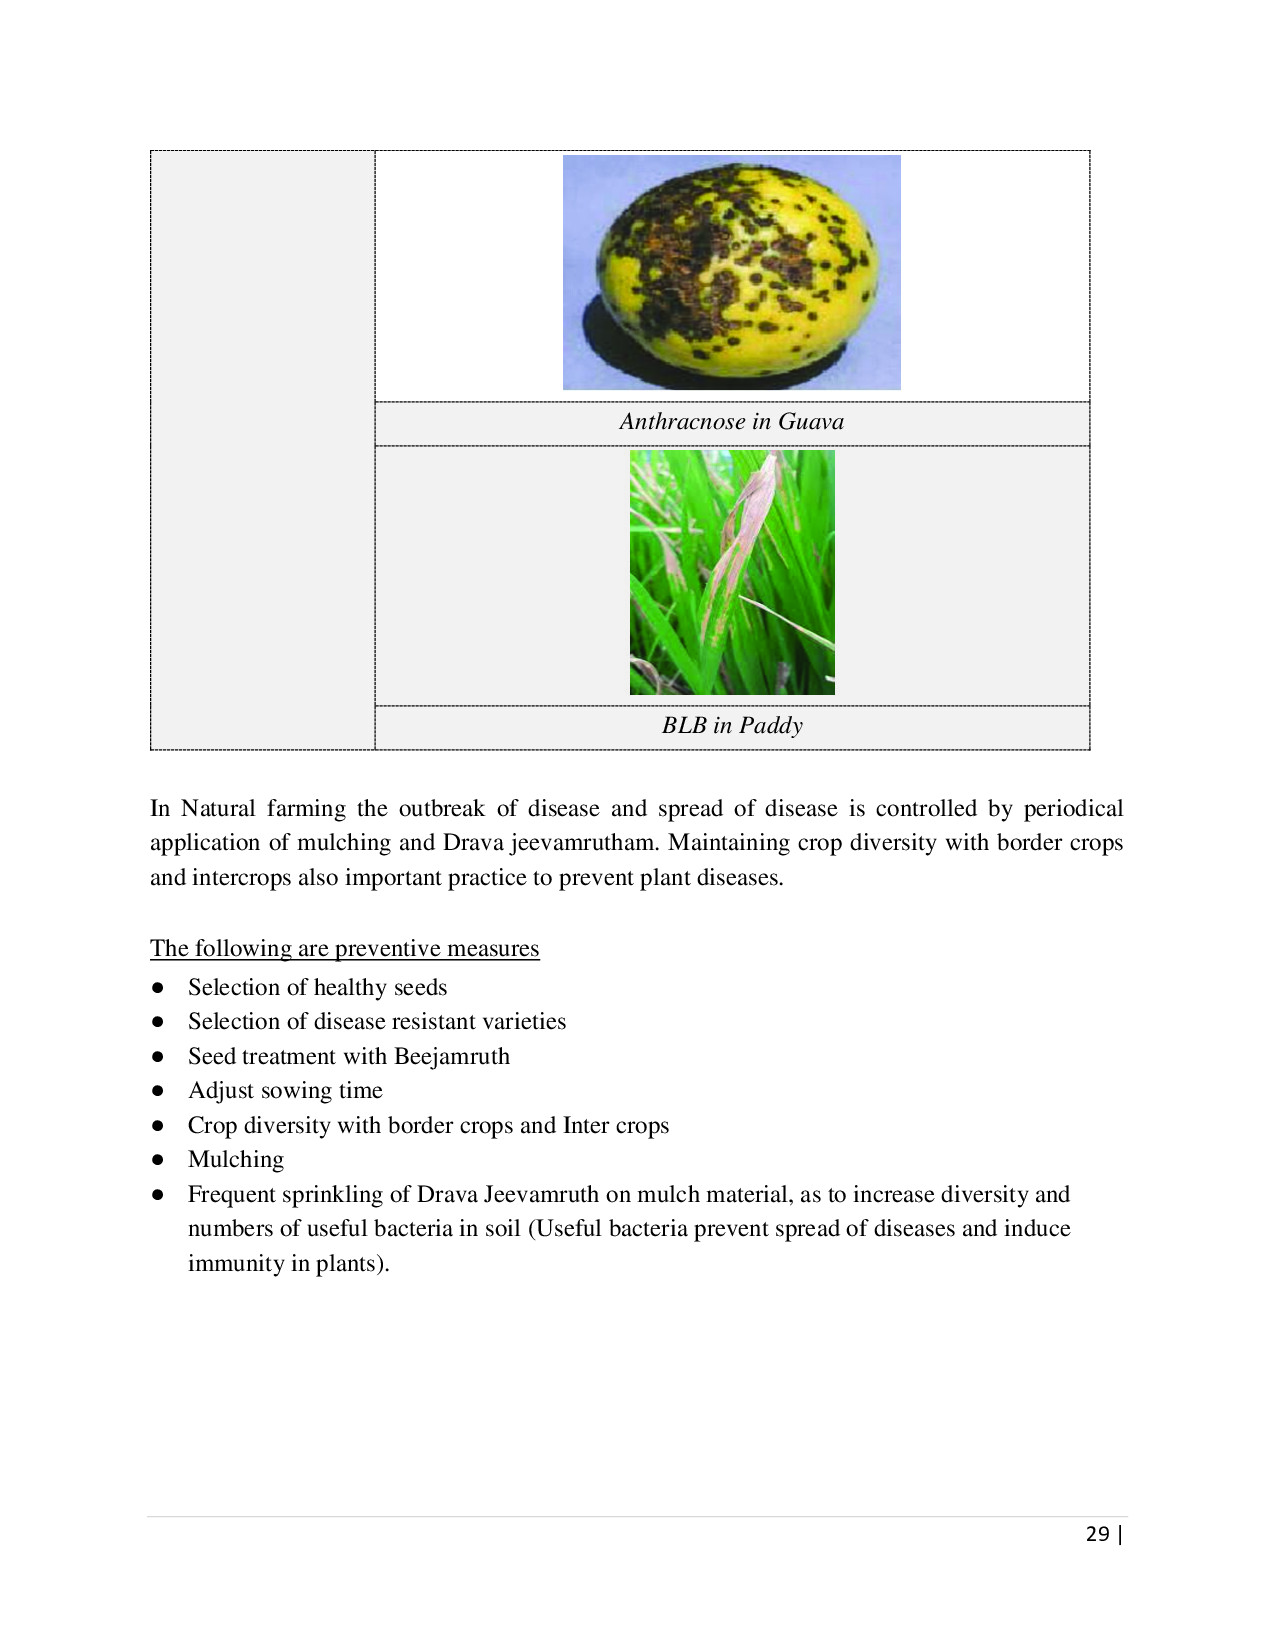 Anthracnose in Guava
BLB in Paddy
In Natural farming the outbreak of disease and spread of disease is controlled by periodical
application of mulching and Drava jeevamrutham. Maintaining crop diversity with border crops
and intercrops also important practice to prevent plant diseases.
The following are preventive measures
● Selection of healthy seeds
● Selection of disease resistant varieties
● Seed treatment with Beejamruth
● Adjust sowing time
● Crop diversity with border crops and Inter crops
● Mulching
● Frequent sprinkling of Drava Jeevamruth on mulch material, as to increase diversity and
numbers of useful bacteria in soil (Useful bacteria prevent spread of diseases and induce
immunity in plants).
29 |